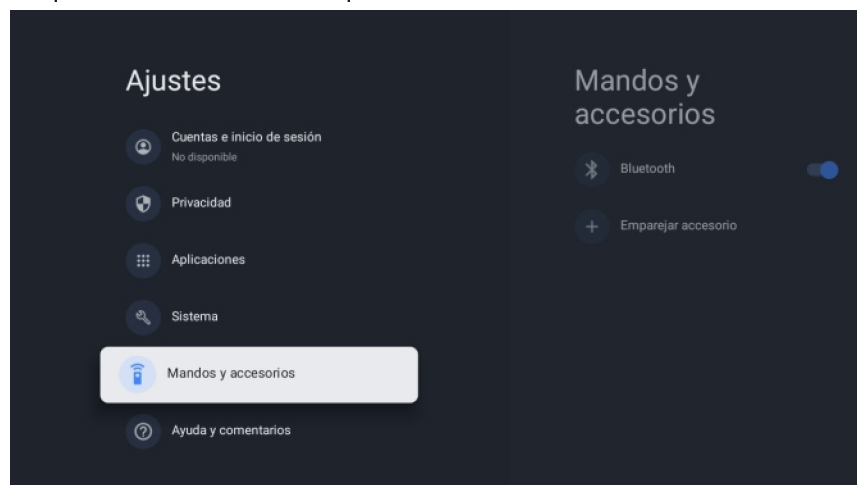 Ajustes
Cuentas e inicio de sesión
No disponible
Privacidad
Aplicaciones
Sistema
Mandos y accesorios
Ayuda y comentarios
Mandos y
accesorios
Bluetooth
Emparejar accesorio